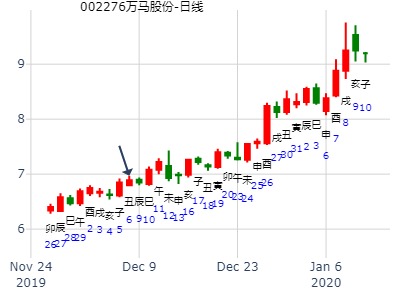 002276万马股份-日线
9
8
7
6
卯辰巳午酉戌亥子丑辰巳午未申亥子丑寅卯午未申酉戌丑寅辰巳申酉戌亥子
26 27 28 29 2 3 4 5 6 9 10 11 12 13 16 17 18 19 20 23 24 25 26 27 30 31 2 3 6 7 8 9 10
Nov 24 Dec 9 Dec 23 Jan 6
2019 2020